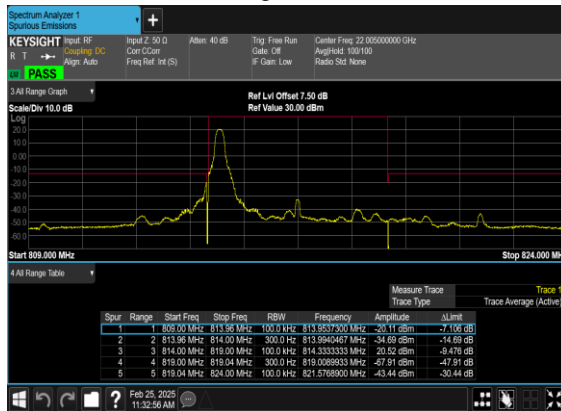 Spectrum Analyzer 1
Spurious Emissions
KEYSIGHT Input: RF Input Z: 50 Ω Atten: 40 dB Trig: Free Run Center Freq: 22.005000000 GHz
R T Coupling: DC Corr CCorr Gate: Off Avg|Hold: 100/100
Align: Auto Freq Ref: Int (S) IF Gain: Low Radio Std: None
PASS
3 All Range Graph
Ref Lvl Offset 7.50 dB
Scale/Div 10.0 dB Ref Value 30.00 dBm
Log
20.0
10.0
0.00
-10.0
-20.0
-30.0
-40.0
-50.0
-60.0
Start 809.000 MHz Stop 824.000 MHz
4 All Range Table
Measure Trace Trace 1
Trace Type Trace Average (Active)
Spur Range Start Freq Stop Freq RBW Frequency Amplitude ΔLimit
1 1 809.00 MHz 813.96 MHz 100.0 kHz 813.9537300 MHz -20.11 dBm -7.106 dB
2 2 813.96 MHz 814.00 MHz 300.0 Hz 813.9940467 MHz -34.69 dBm -14.69 dB
3 3 814.00 MHz 819.00 MHz 100.0 kHz 814.3333333 MHz 20.52 dBm -9.476 dB
4 4 819.00 MHz 819.04 MHz 300.0 Hz 819.0089933 MHz -67.91 dBm -47.91 dB
5 5 819.04 MHz 824.00 MHz 100.0 kHz 821.5768900 MHz -43.44 dBm -30.44 dB
Feb 25, 2025
11:32:56 AM